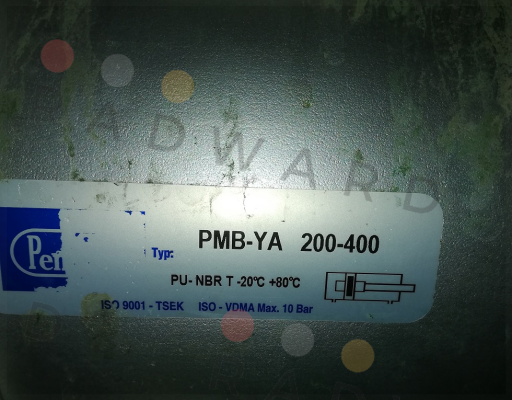 ADWARD
Typ: PMB-YA 200-400
PU-NBR T -20°C +80°C
ISO 9001 - TSEK ISO - VDMA Max. 10 Bar